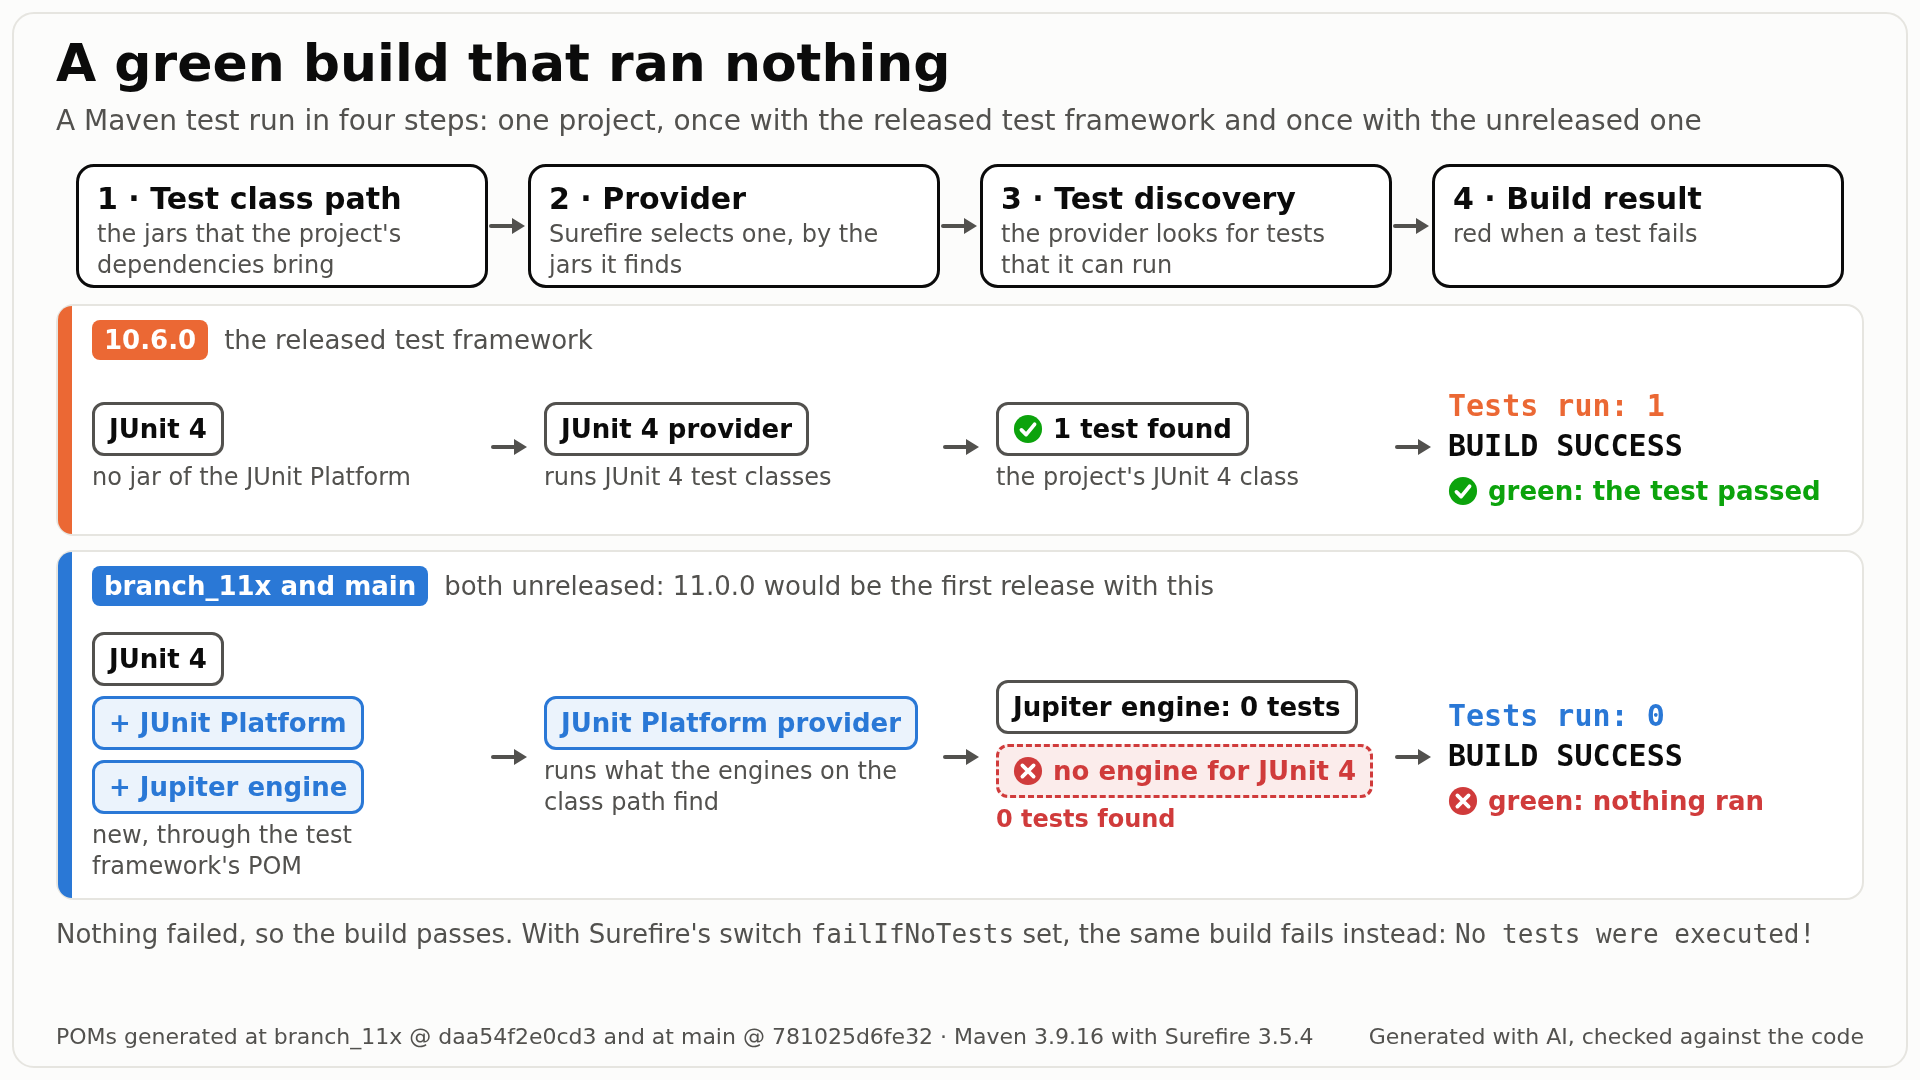 A green build that ran nothing
A Maven test run in four steps: one project, once with the released test framework and once with the unreleased one
1 · Test class path
the jars that the project's
dependencies bring
2 · Provider
Surefire selects one, by the
jars it finds
3 · Test discovery
the provider looks for tests
that it can run
4 · Build result
red when a test fails
10.6.0 the released test framework
JUnit 4
no jar of the JUnit Platform
JUnit 4 provider
runs JUnit 4 test classes
1 test found
the project's JUnit 4 class
Tests run: 1
BUILD SUCCESS
green: the test passed
branch_11x and main both unreleased: 11.0.0 would be the first release with this
JUnit 4
+ JUnit Platform
+ Jupiter engine
new, through the test
framework's POM
JUnit Platform provider
runs what the engines on the
class path find
Jupiter engine: 0 tests
no engine for JUnit 4
0 tests found
Tests run: 0
BUILD SUCCESS
green: nothing ran
Nothing failed, so the build passes. With Surefire's switch failIfNoTests set, the same build fails instead: No tests were executed!
POMs generated at branch_11x @ daa54f2e0cd3 and at main @ 781025d6fe32 · Maven 3.9.16 with Surefire 3.5.4
Generated with AI, checked against the code